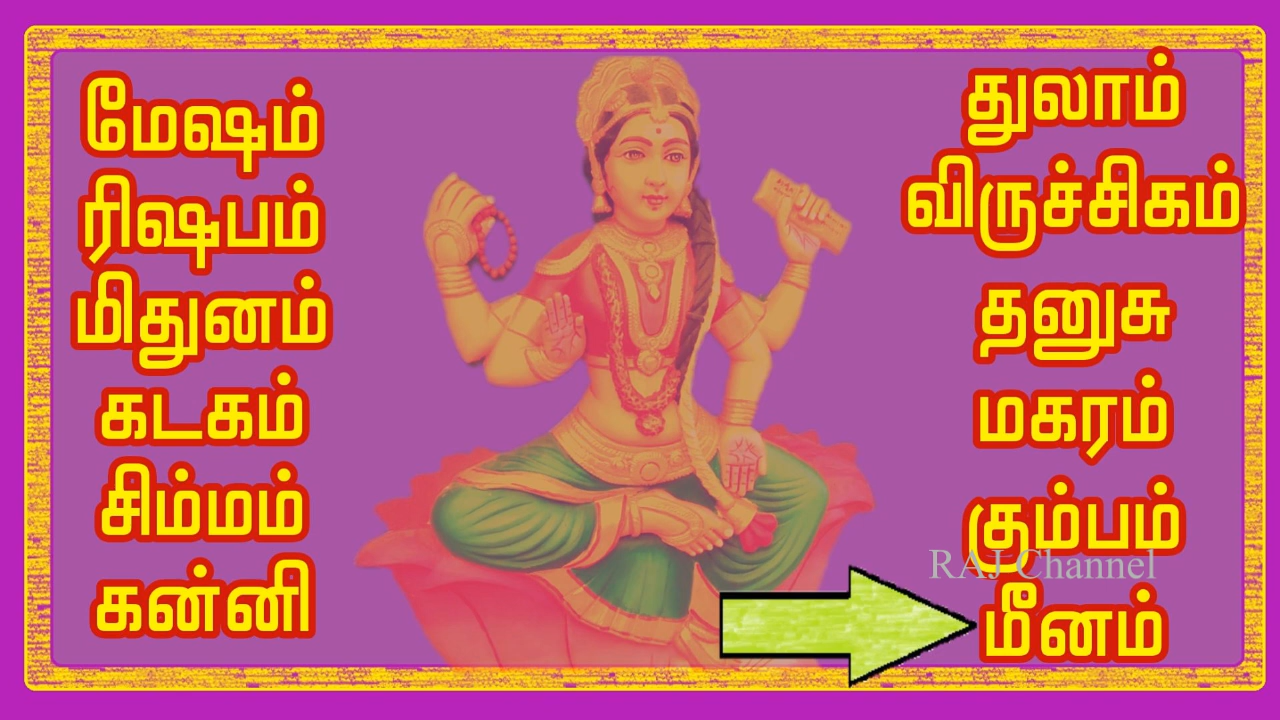 மேஷம்
ரிஷபம்
மிதுனம்
கடகம்
சிம்மம்
கன்னி
துலாம்
விருச்சிகம்
தனுசு
மகரம்
கும்பம்
RAJ Channel
மீனம்